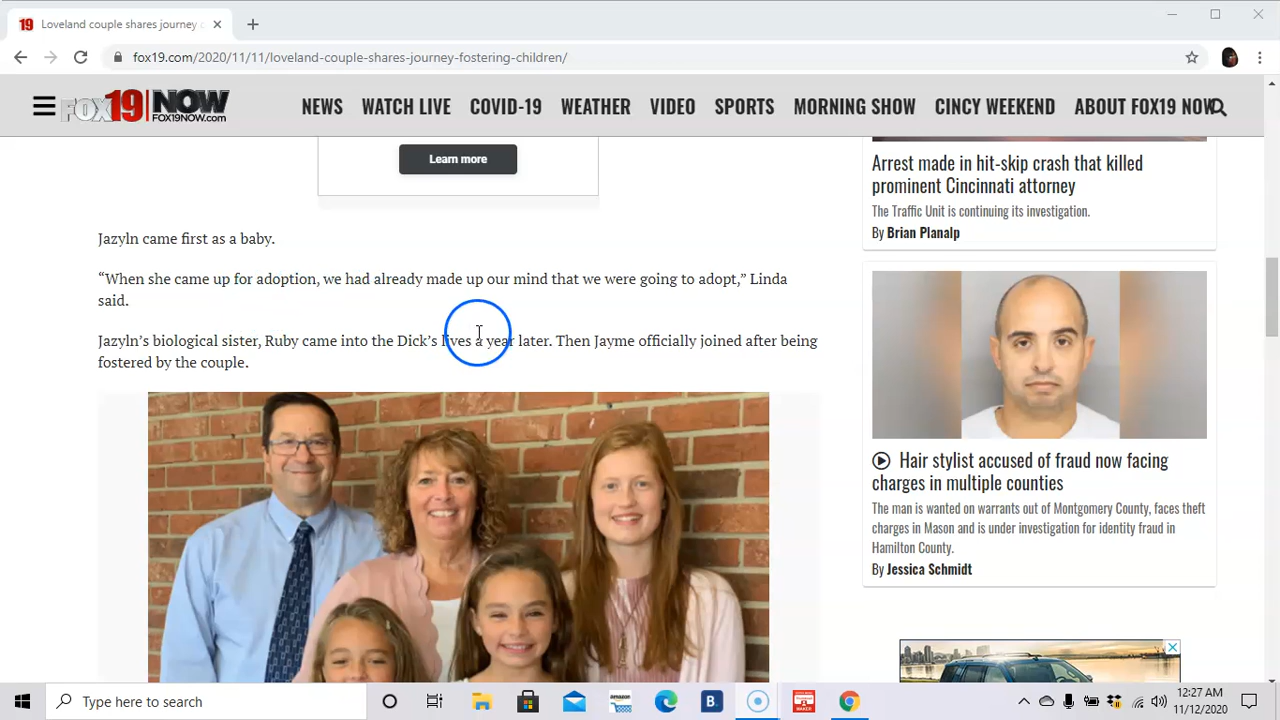 19 Loveland couple shares journey
fox19.com/2020/11/11/loveland-couple-shares-journey-fostering-children/
FOX19 NOW
FOX19NOW.COM
NEWS WATCH LIVE COVID-19 WEATHER VIDEO SPORTS MORNING SHOW CINCY WEEKEND ABOUT FOX19 NOW
Learn more
Jazyln came first as a baby.
“When she came up for adoption, we had already made up our mind that we were going to adopt,” Linda
said.
Jazyln’s biological sister, Ruby came into the Dick’s lives a year later. Then Jayme officially joined after being
fostered by the couple.
Arrest made in hit-skip crash that killed
prominent Cincinnati attorney
The Traffic Unit is continuing its investigation.
By Brian Planalp
Hair stylist accused of fraud now facing
charges in multiple counties
The man is wanted on warrants out of Montgomery County, faces theft
charges in Mason and is under investigation for identity fraud in
Hamilton County.
By Jessica Schmidt
Type here to search
amazon
B.
12:27 AM
11/12/2020